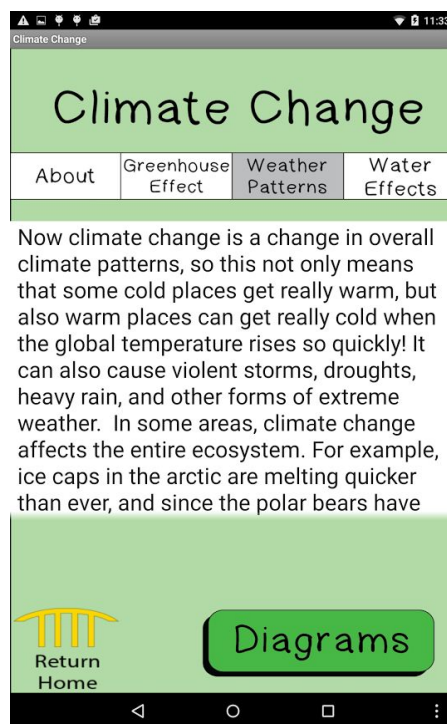 11:33
Climate Change
Climate Change
About
Greenhouse
Effect
Weather
Patterns
Water
Effects
Now climate change is a change in overall
climate patterns, so this not only means
that some cold places get really warm, but
also warm places can get really cold when
the global temperature rises so quickly! It
can also cause violent storms, droughts,
heavy rain, and other forms of extreme
weather.  In some areas, climate change
affects the entire ecosystem. For example,
ice caps in the arctic are melting quicker
than ever, and since the polar bears have
Return
Home
Diagrams